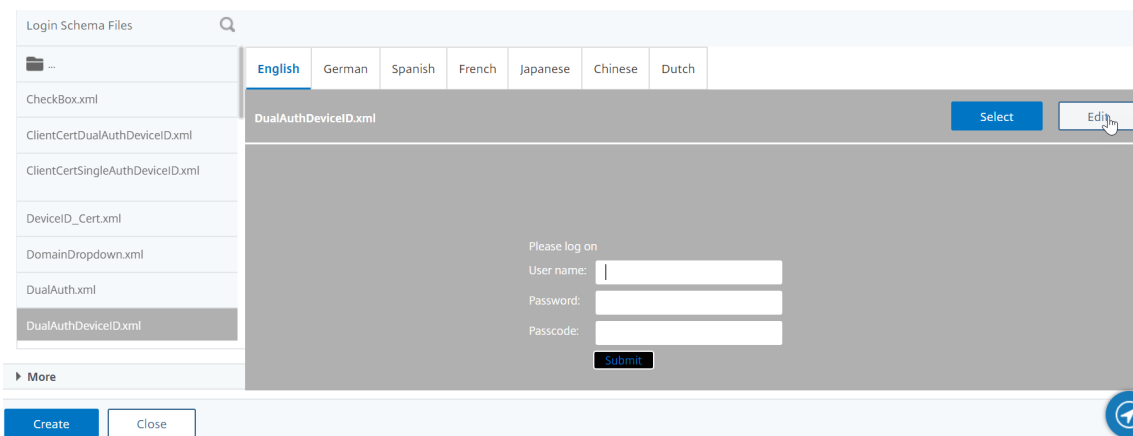 Login Schema Files
...
CheckBox.xml
ClientCertDualAuthDeviceID.xml
ClientCertSingleAuthDeviceID.xml
DeviceID_Cert.xml
DomainDropdown.xml
DualAuth.xml
DualAuthDeviceID.xml
More
English German Spanish French Japanese Chinese Dutch
DualAuthDeviceID.xml Select Edit
Please log on
User name:
Password:
Passcode:
Submit
Create Close